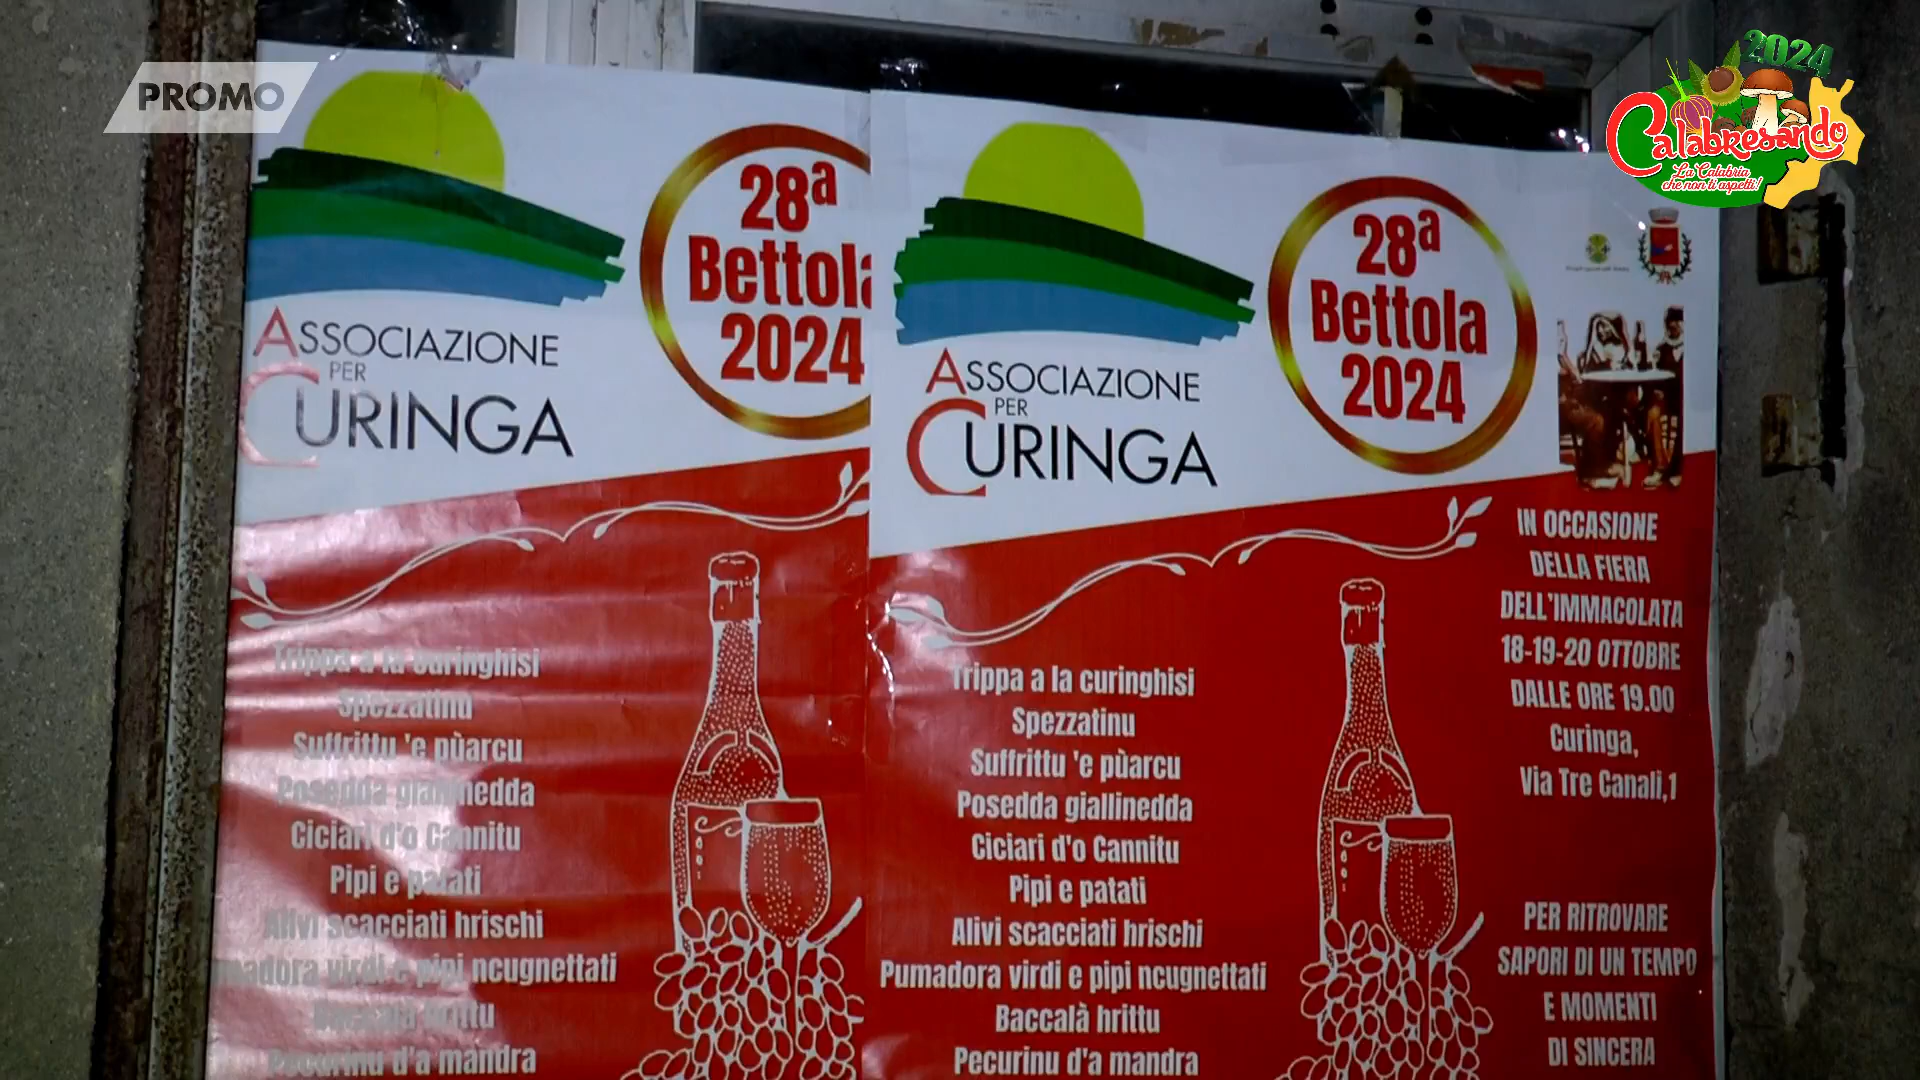 PROMO
2024
Calabresando
La Calabria
che non ti aspetti!
28ª
Bettola
2024
ASSOCIAZIONE
PER
CURINGA
Trippa a la curinghisi
Spezzatinu
Suffrittu 'e pùarcu
Posedda giallinedda
Ciciari d'o Cannitu
Pipi e patati
Alivi scacciati hrischi
madora virdi e pipi ncugnettati
Baccalà hrittu
Pecurinu d'a mandra
28ª
Bettola
2024
ASSOCIAZIONE
PER
CURINGA
Trippa a la curinghisi
Spezzatinu
Suffrittu 'e pùarcu
Posedda giallinedda
Ciciari d'o Cannitu
Pipi e patati
Alivi scacciati hrischi
Pumadora virdi e pipi ncugnettati
Baccalà hrittu
Pecurinu d'a mandra
IN OCCASIONE
DELLA FIERA
DELL'IMMACOLATA
18-19-20 OTTOBRE
DALLE ORE 19.00
Curinga,
Via Tre Canali,1
PER RITROVARE
SAPORI DI UN TEMPO
E MOMENTI
DI SINCERA